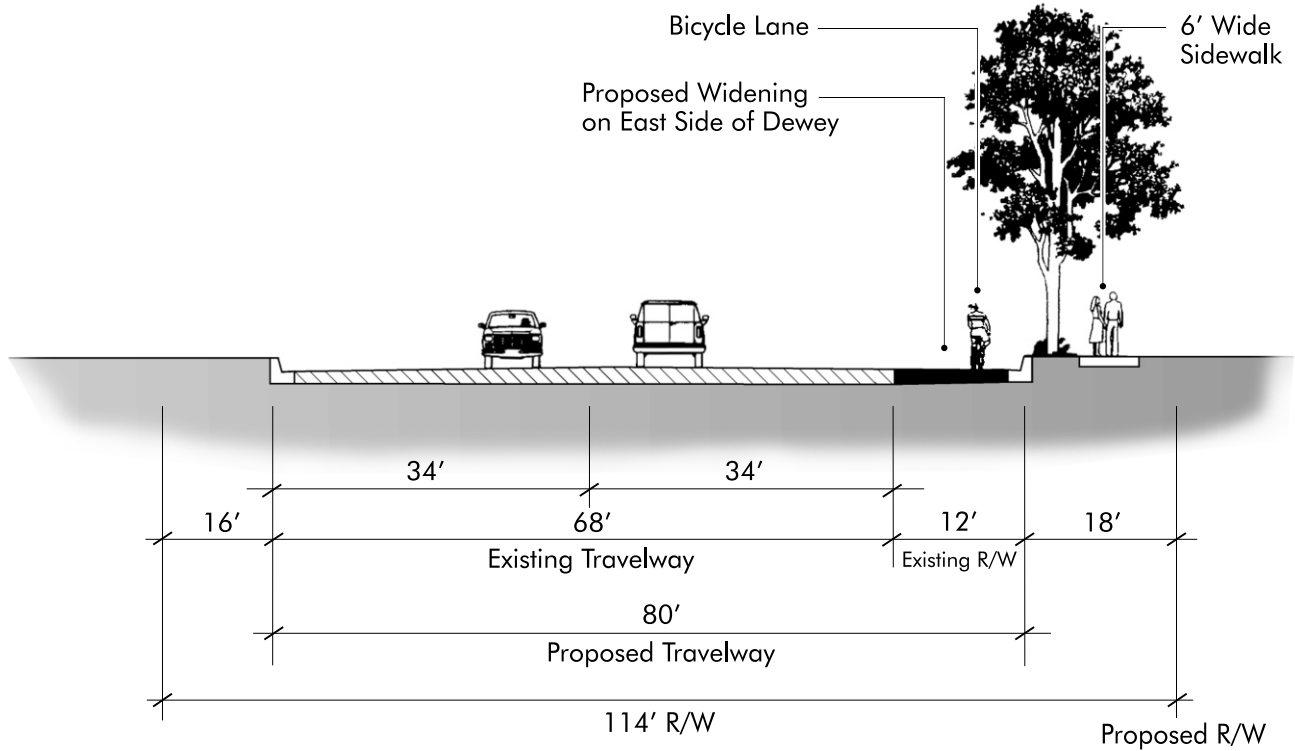 Bicycle Lane
6′ Wide
Sidewalk
Proposed Widening
on East Side of Dewey
34′
34′
16′
68′
12′
18′
Existing Travelway
Existing R/W
80′
Proposed Travelway
114′ R/W
Proposed R/W